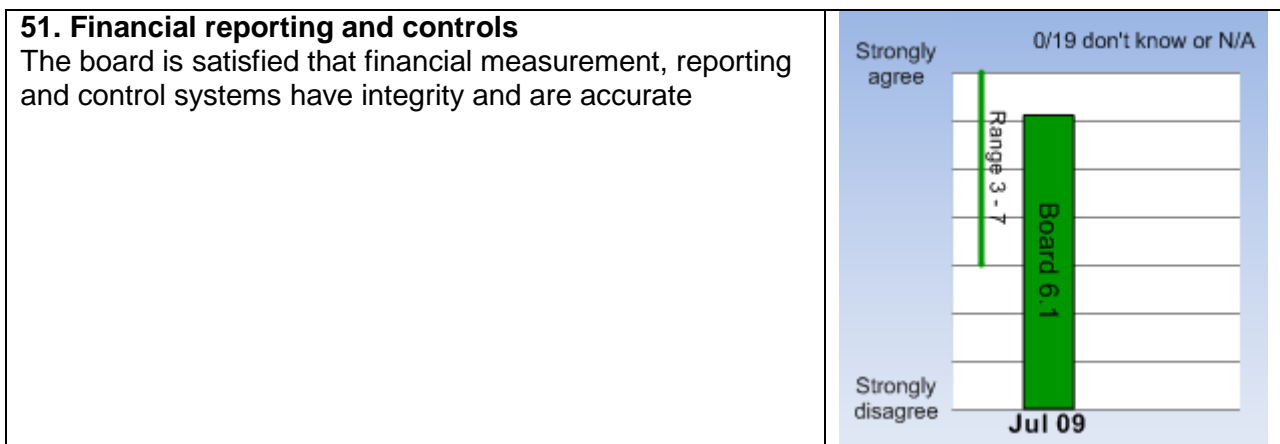 51. Financial reporting and controls
The board is satisfied that financial measurement, reporting
and control systems have integrity and are accurate
0/19 don't know or N/A
Strongly
agree
Range 3 - 7
Board 6.1
Strongly
disagree
Jul 09